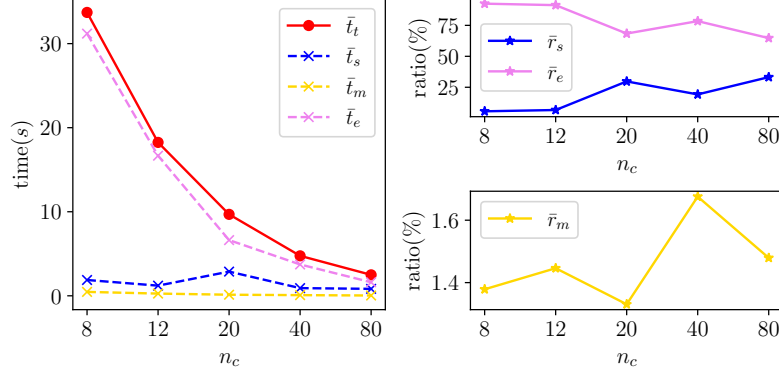 30
20
10
0
time(s)
8 12 20 40 80
n_c
t̄_t
t̄_s
t̄_m
t̄_e
75
50
25
ratio(%)
r̄_s
r̄_e
8 12 20 40 80
n_c
1.6
1.4
ratio(%)
r̄_m
8 12 20 40 80
n_c